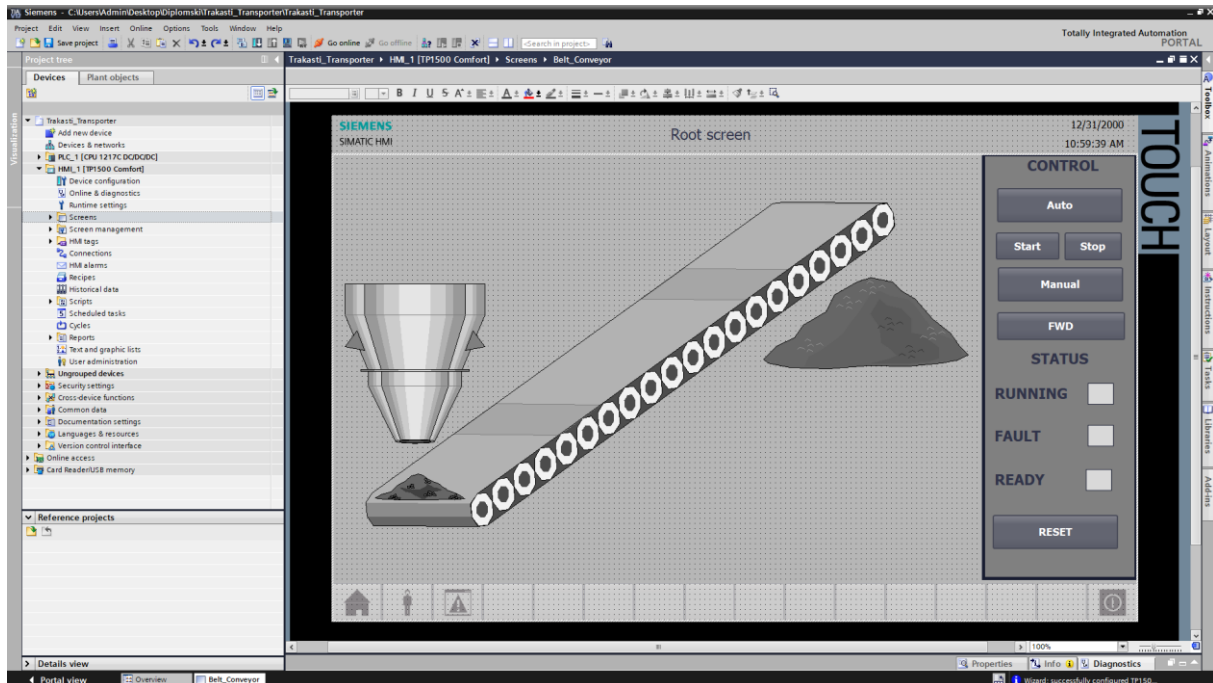 Siemens - C:\Users\Admin\Desktop\Diplomski\Trakasti_Transporter\Trakasti_Transporter
Project Edit View Insert Online Options Tools Window Help
Totally Integrated Automation
PORTAL
Save project
Go online
Go offline
<Search in project>
Project tree
Trakasti_Transporter HMI_1 [TP1500 Comfort] Screens Belt_Conveyor
Devices
Plant objects
B I U S A
Visualization
Trakasti_Transporter
Add new device
Devices & networks
PLC_1 [CPU 1217C DC/DC/DC]
HMI_1 [TP1500 Comfort]
Device configuration
Online & diagnostics
Runtime settings
Screens
Screen management
HMI tags
Connections
HMI alarms
Recipes
Historical data
Scripts
Scheduled tasks
Cycles
Reports
Text and graphic lists
User administration
Ungrouped devices
Security settings
Cross-device functions
Common data
Documentation settings
Languages & resources
Version control interface
Online access
Card Reader/USB memory
Reference projects
Details view
SIEMENS
SIMATIC HMI
Root screen
12/31/2000
10:59:39 AM
TOUCH
CONTROL
Auto
Start
Stop
Manual
FWD
STATUS
RUNNING
FAULT
READY
RESET
Toolbox
Animations
Layout
Instructions
Tasks
Libraries
Add-ins
100%
Properties
Info
Diagnostics
Portal view
Overview
Belt_Conveyor
Wizard: successfully configured TP150...